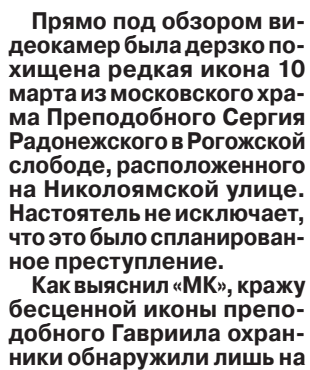 Прямо под обзором ви-
деокамер была дерзко по-
хищена редкая икона 10
марта из московского хра-
ма Преподобного Сергия
Радонежского в Рогожской
слободе, расположенного
на Николоямской улице.
Настоятель не исключает,
что это было спланирован-
ное преступление.
Как выяснил «МК», кражу
бесценной иконы препо-
добного Гавриила охран-
ники обнаружили лишь на